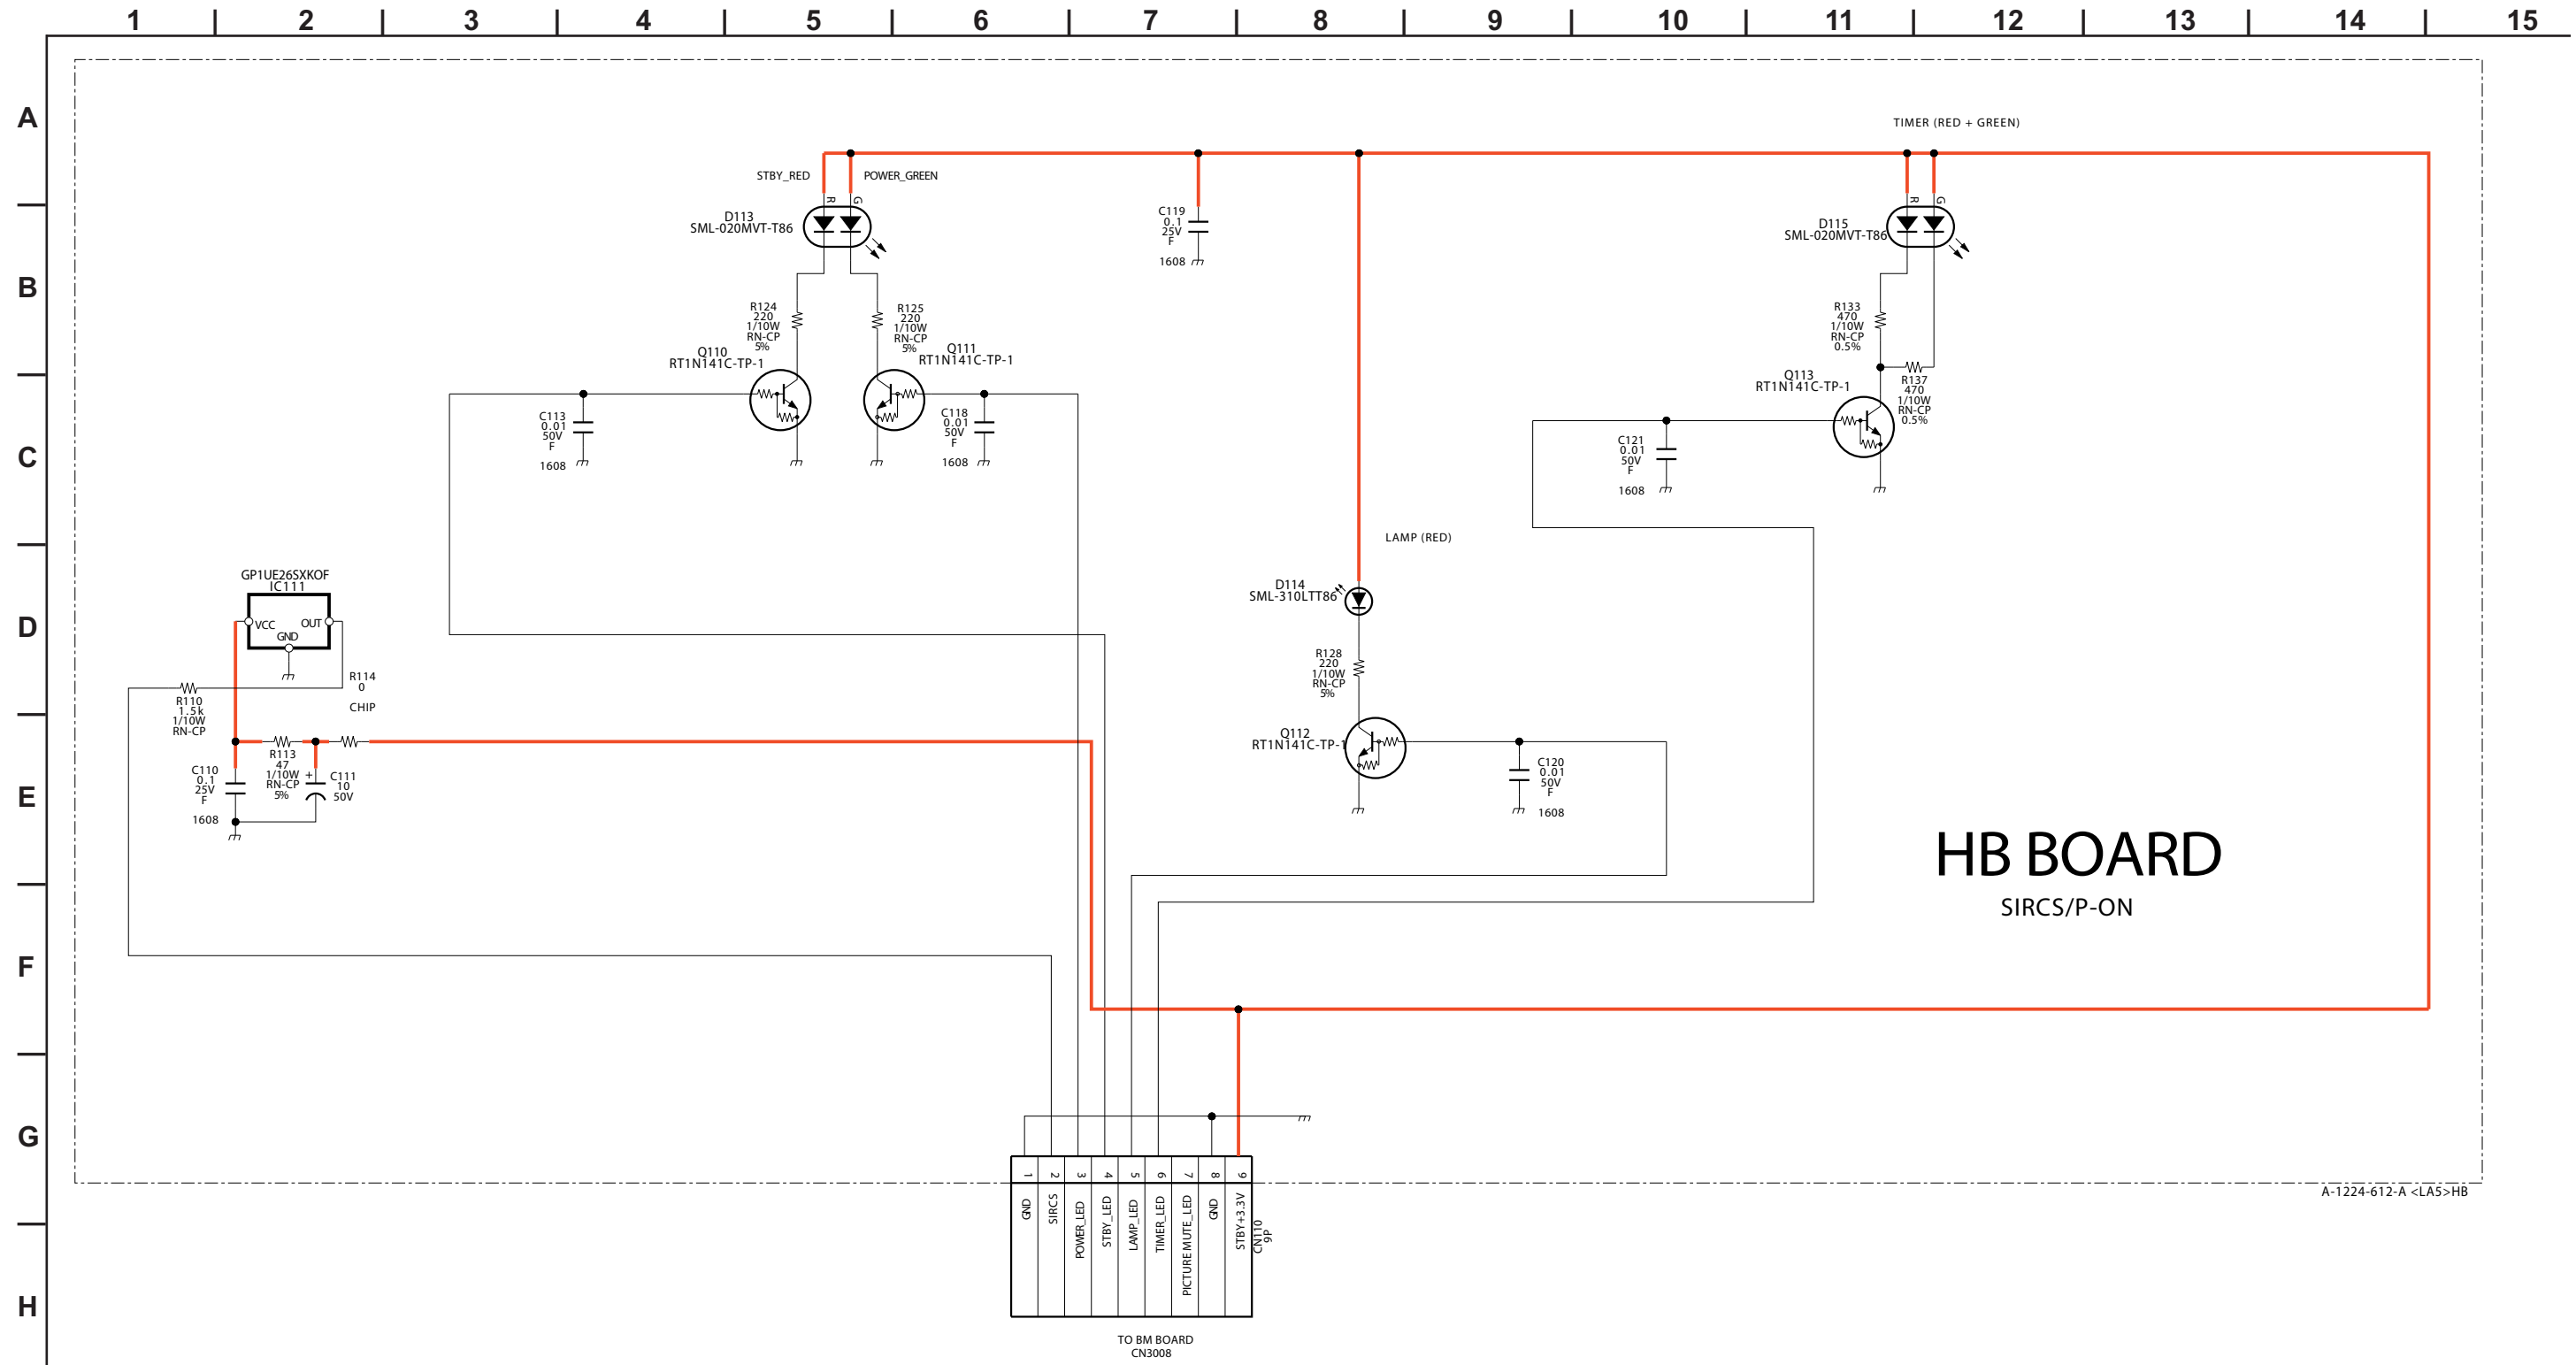 1 2 3 4 5 6 7 8 9 10 11 12 13 14 15
A
TIMER (RED + GREEN)
STBY_RED
POWER_GREEN
R
G
D113
SML-020MVT-T86
C119
0.1
25V
F
1608
R
G
D115
SML-020MVT-T86
B
R124
220
1/10W
RN-CP
5%
R125
220
1/10W
RN-CP
5%
Q110
RT1N141C-TP-1
Q111
RT1N141C-TP-1
R133
470
1/10W
RN-CP
0.5%
Q113
RT1N141C-TP-1
R137
470
1/10W
RN-CP
0.5%
C
C113
0.01
50V
F
1608
C118
0.01
50V
F
1608
C121
0.01
50V
F
1608
LAMP (RED)
GP1UE26SXKOF
IC111
VCC
OUT
GND
D114
SML-310LTT86
D
R114
0
CHIP
R110
1.5k
1/10W
RN-CP
R128
220
1/10W
RN-CP
5%
Q112
RT1N141C-TP-1
R113
47
1/10W
RN-CP
5%
C110
0.1
25V
F
1608
+
C111
10
50V
C120
0.01
50V
F
1608
E
HB BOARD
SIRCS/P-ON
F
G
1 2 3 4 5 6 7 8 9
GND
SIRCS
POWER_LED
STBY_LED
LAMP_LED
TIMER_LED
PICTURE MUTE_LED
GND
STBY+3.3V
CN110
9P
A-1224-612-A <LA5>HB
H
TO BM BOARD
CN3008